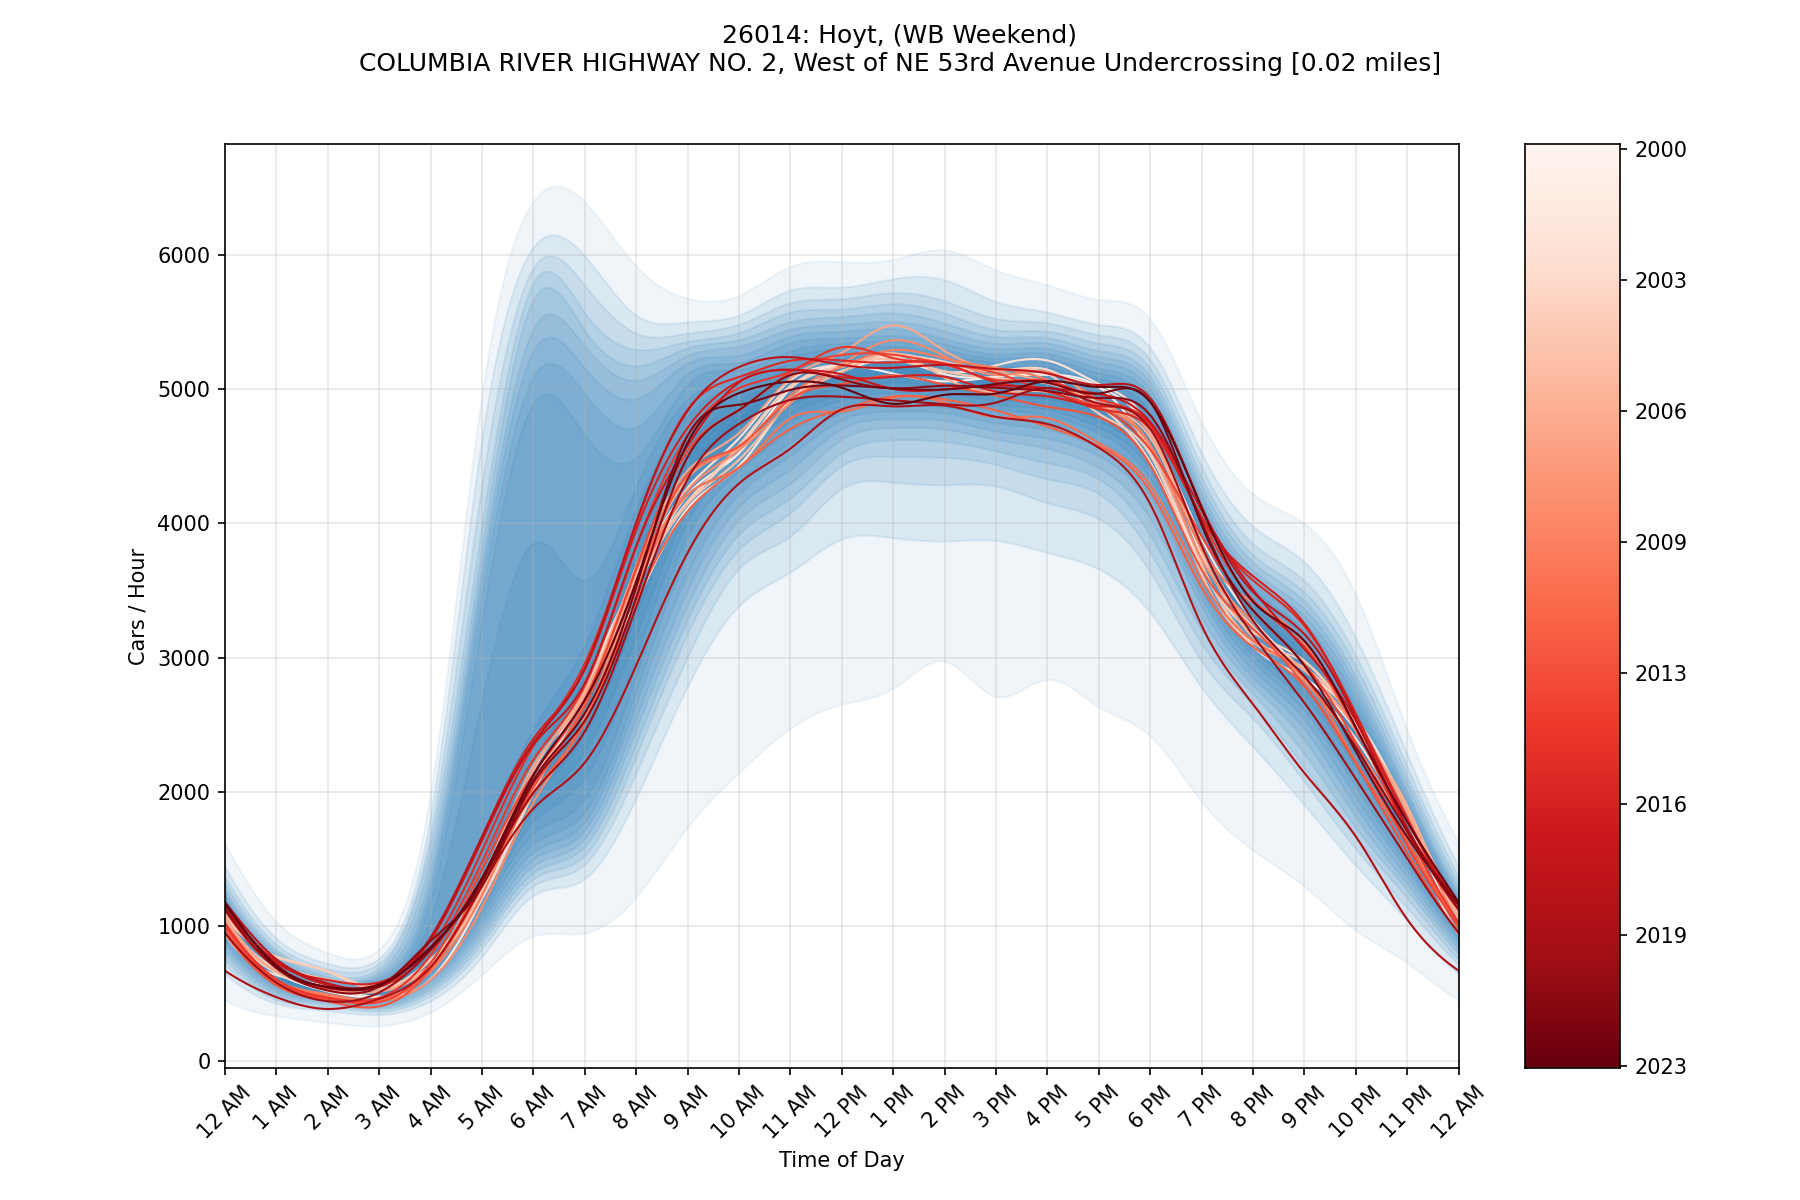 26014: Hoyt, (WB Weekend)
COLUMBIA RIVER HIGHWAY NO. 2, West of NE 53rd Avenue Undercrossing [0.02 miles]
Cars / Hour
6000
5000
4000
3000
2000
1000
0
12 AM
1 AM
2 AM
3 AM
4 AM
5 AM
6 AM
7 AM
8 AM
9 AM
10 AM
11 AM
12 PM
1 PM
2 PM
3 PM
4 PM
5 PM
6 PM
7 PM
8 PM
9 PM
10 PM
11 PM
12 AM
Time of Day
2000
2003
2006
2009
2013
2016
2019
2023